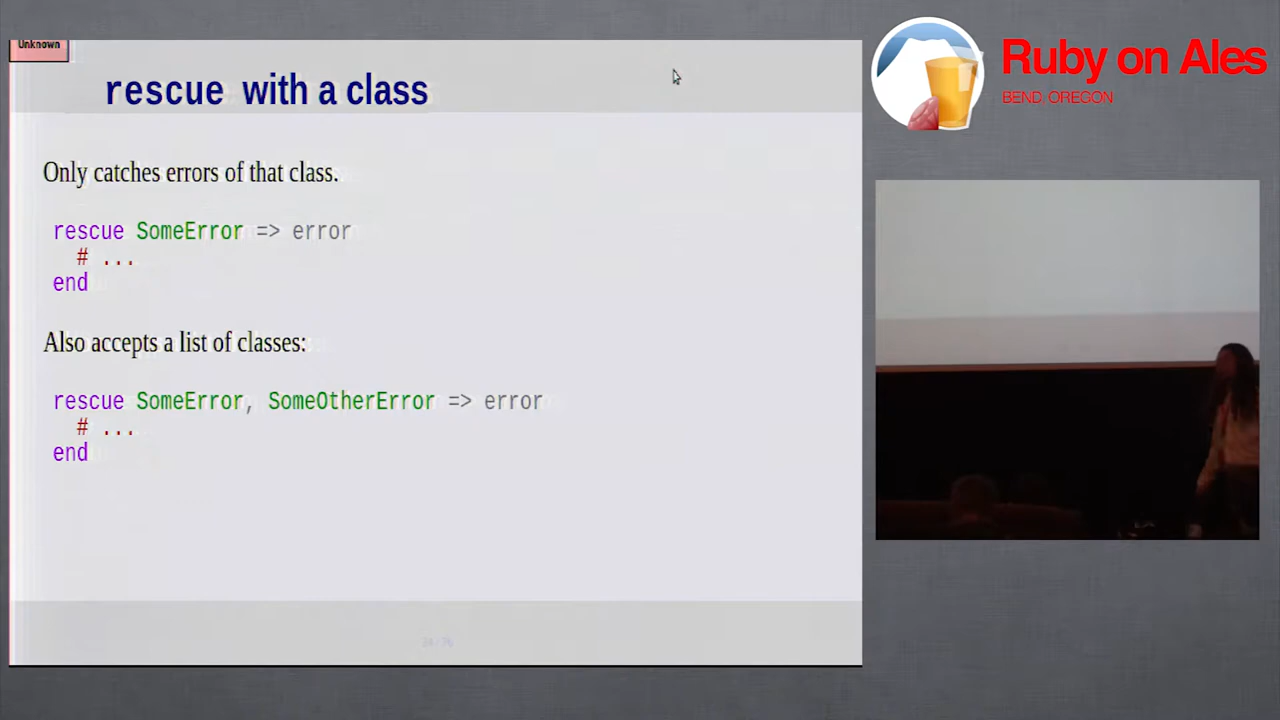 Unknown
rescue with a class
Only catches errors of that class.
rescue SomeError => error
# ...
end
Also accepts a list of classes:
rescue SomeError, SomeOtherError => error
# ...
end
Ruby on Ales
BEND, OREGON